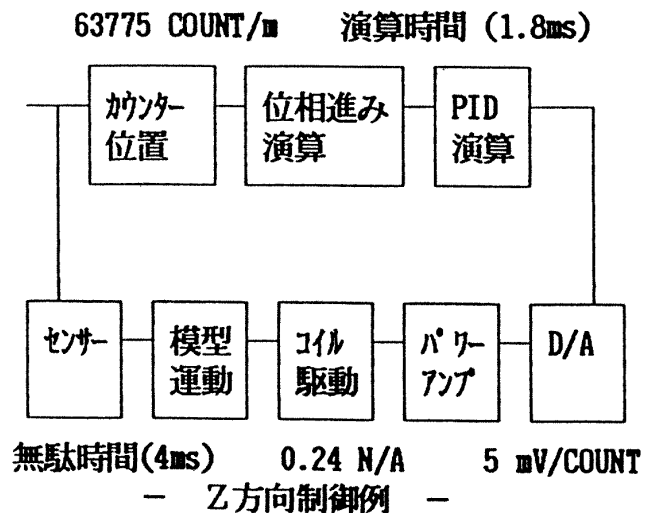 63775 COUNT/m 演算時間 (1.8ms)
ｶｳﾝﾀｰ
位置
位相進み
演算
PID
演算
ｾﾝｻｰ
模型
運動
ｺｲﾙ
駆動
ﾊﾟﾜｰ
ｱﾝﾌﾟ
D/A
無駄時間(4ms) 0.24 N/A 5 mV/COUNT
－ Ｚ方向制御例 －